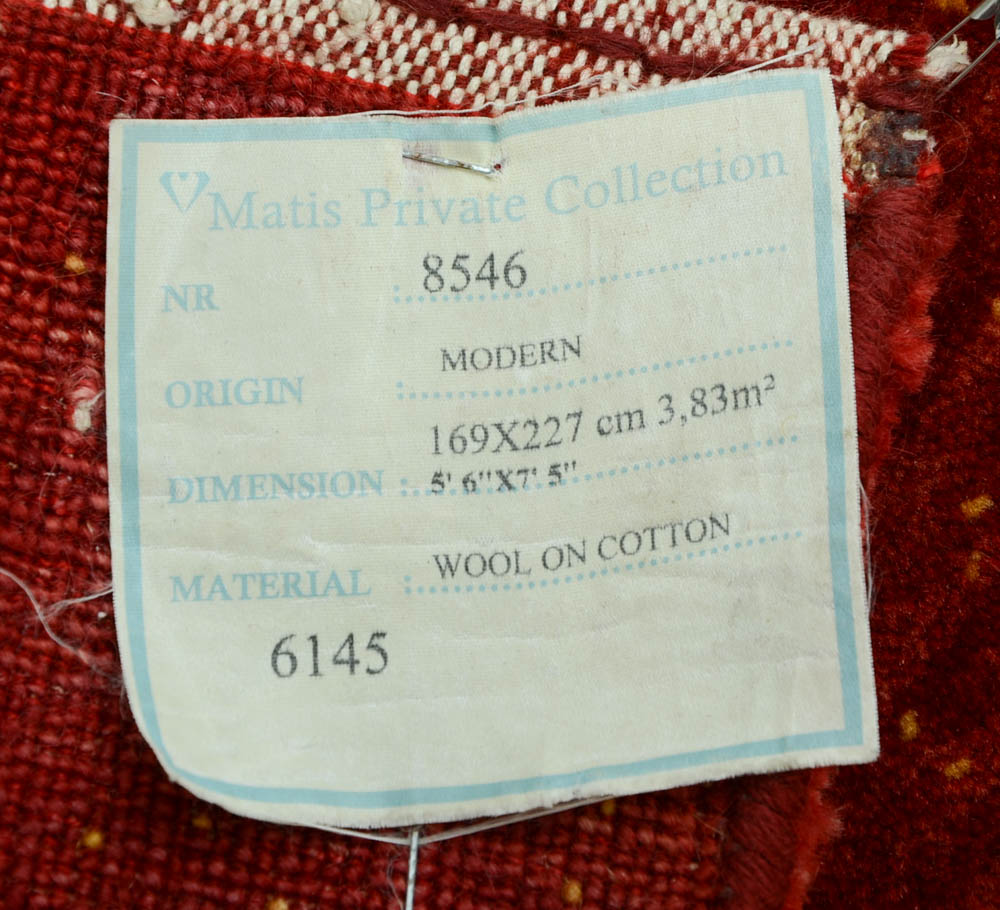 Matis Private Collection
NR : 8546
ORIGIN : MODERN
169X227 cm 3,83m²
DIMENSION : 5' 6"X7' 5"
MATERIAL : WOOL ON COTTON
6145